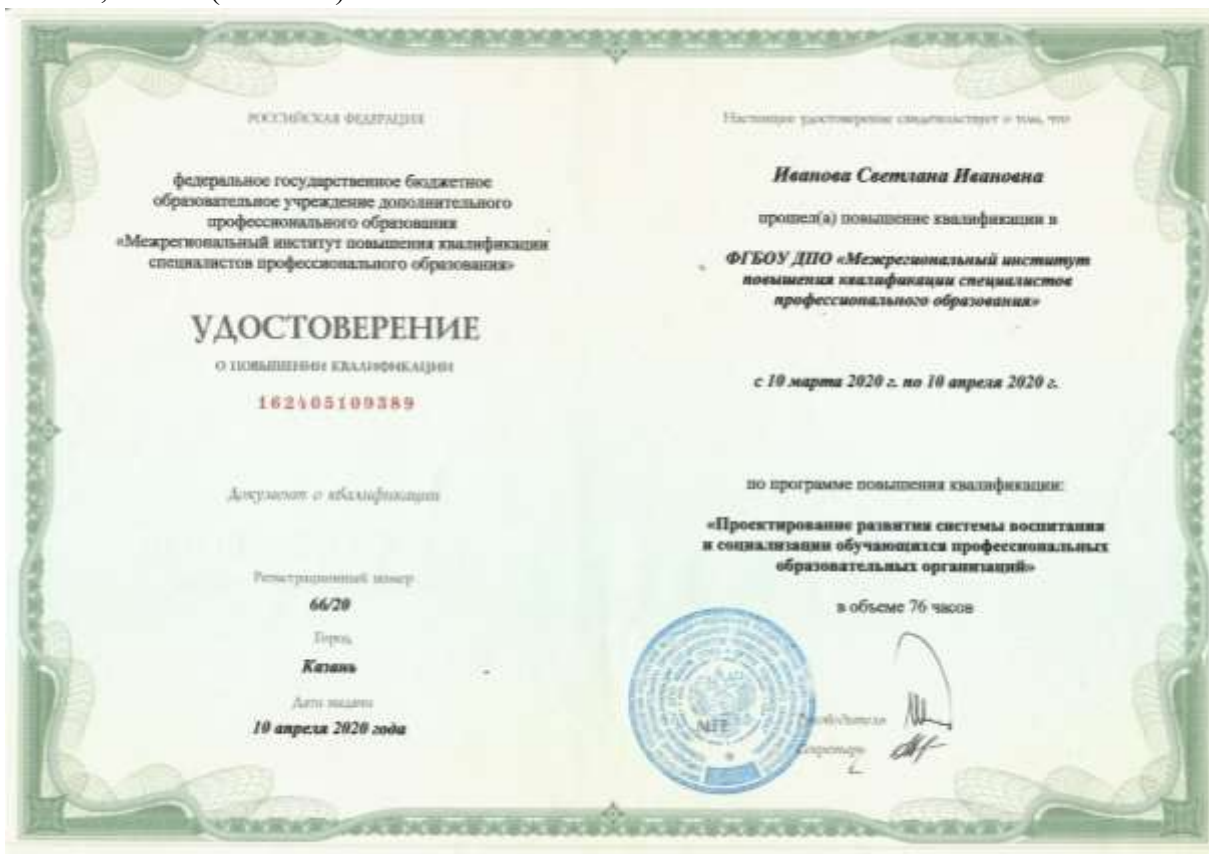 РОССИЙСКАЯ ФЕДЕРАЦИЯ
федеральное государственное бюджетное
образовательное учреждение дополнительного
профессионального образования
«Межрегиональный институт повышения квалификации
специалистов профессионального образования»
УДОСТОВЕРЕНИЕ
О ПОВЫШЕНИИ КВАЛИФИКАЦИИ
162405109389
Документ о квалификации
Регистрационный номер
66/20
Город
Казань
Дата выдачи
10 апреля 2020 года
Настоящее удостоверение свидетельствует о том, что
Иванова Светлана Ивановна
прошел(а) повышение квалификации в
ФГБОУ ДПО «Межрегиональный институт
повышения квалификации специалистов
профессионального образования»
с 10 марта 2020 г. по 10 апреля 2020 г.
по программе повышения квалификации:
«Проектирование развития системы воспитания
и социализации обучающихся профессиональных
образовательных организаций»
в объеме 76 часов
Руководитель
Секретарь